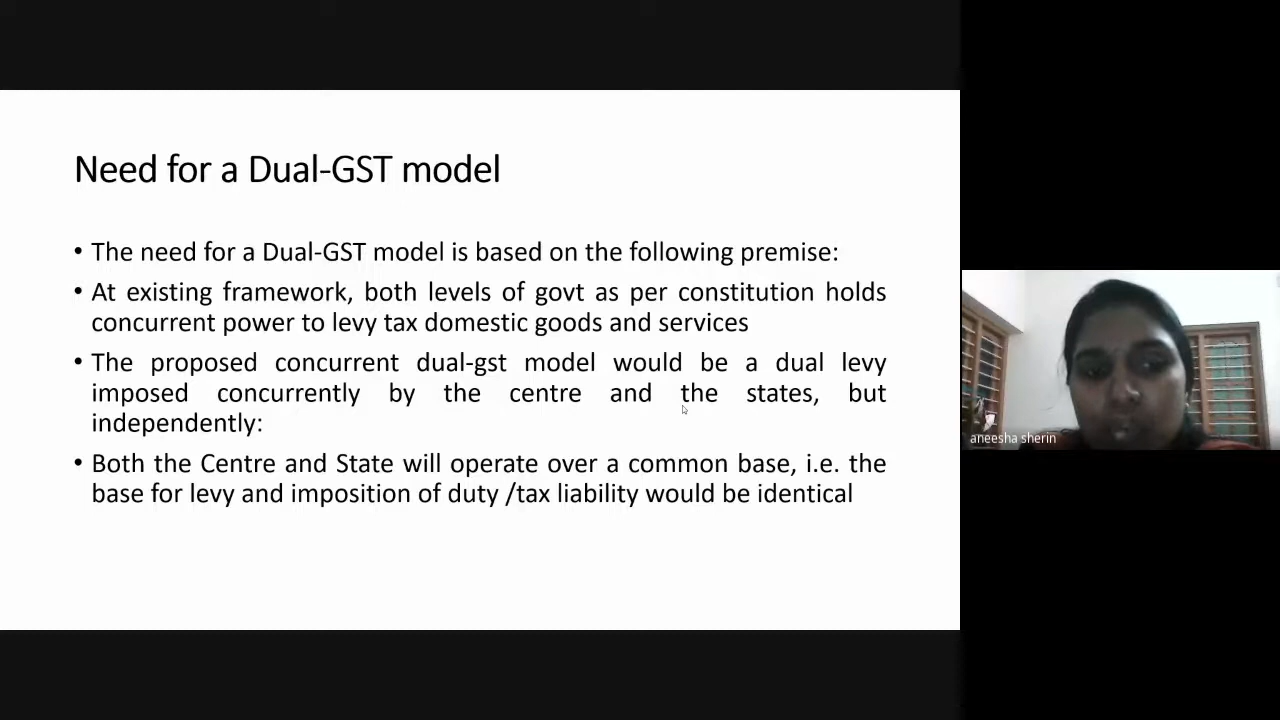 Need for a Dual-GST model
• The need for a Dual-GST model is based on the following premise:
• At existing framework, both levels of govt as per constitution holds
concurrent power to levy tax domestic goods and services
• The proposed concurrent dual-gst model would be a dual levy
imposed concurrently by the centre and the states, but
independently:
• Both the Centre and State will operate over a common base, i.e. the
base for levy and imposition of duty /tax liability would be identical
aneesha sherin